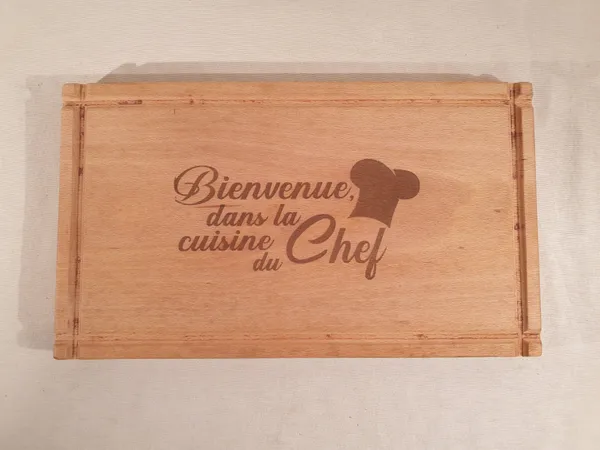 Bienvenue,
dans la
cuisine
du Chef